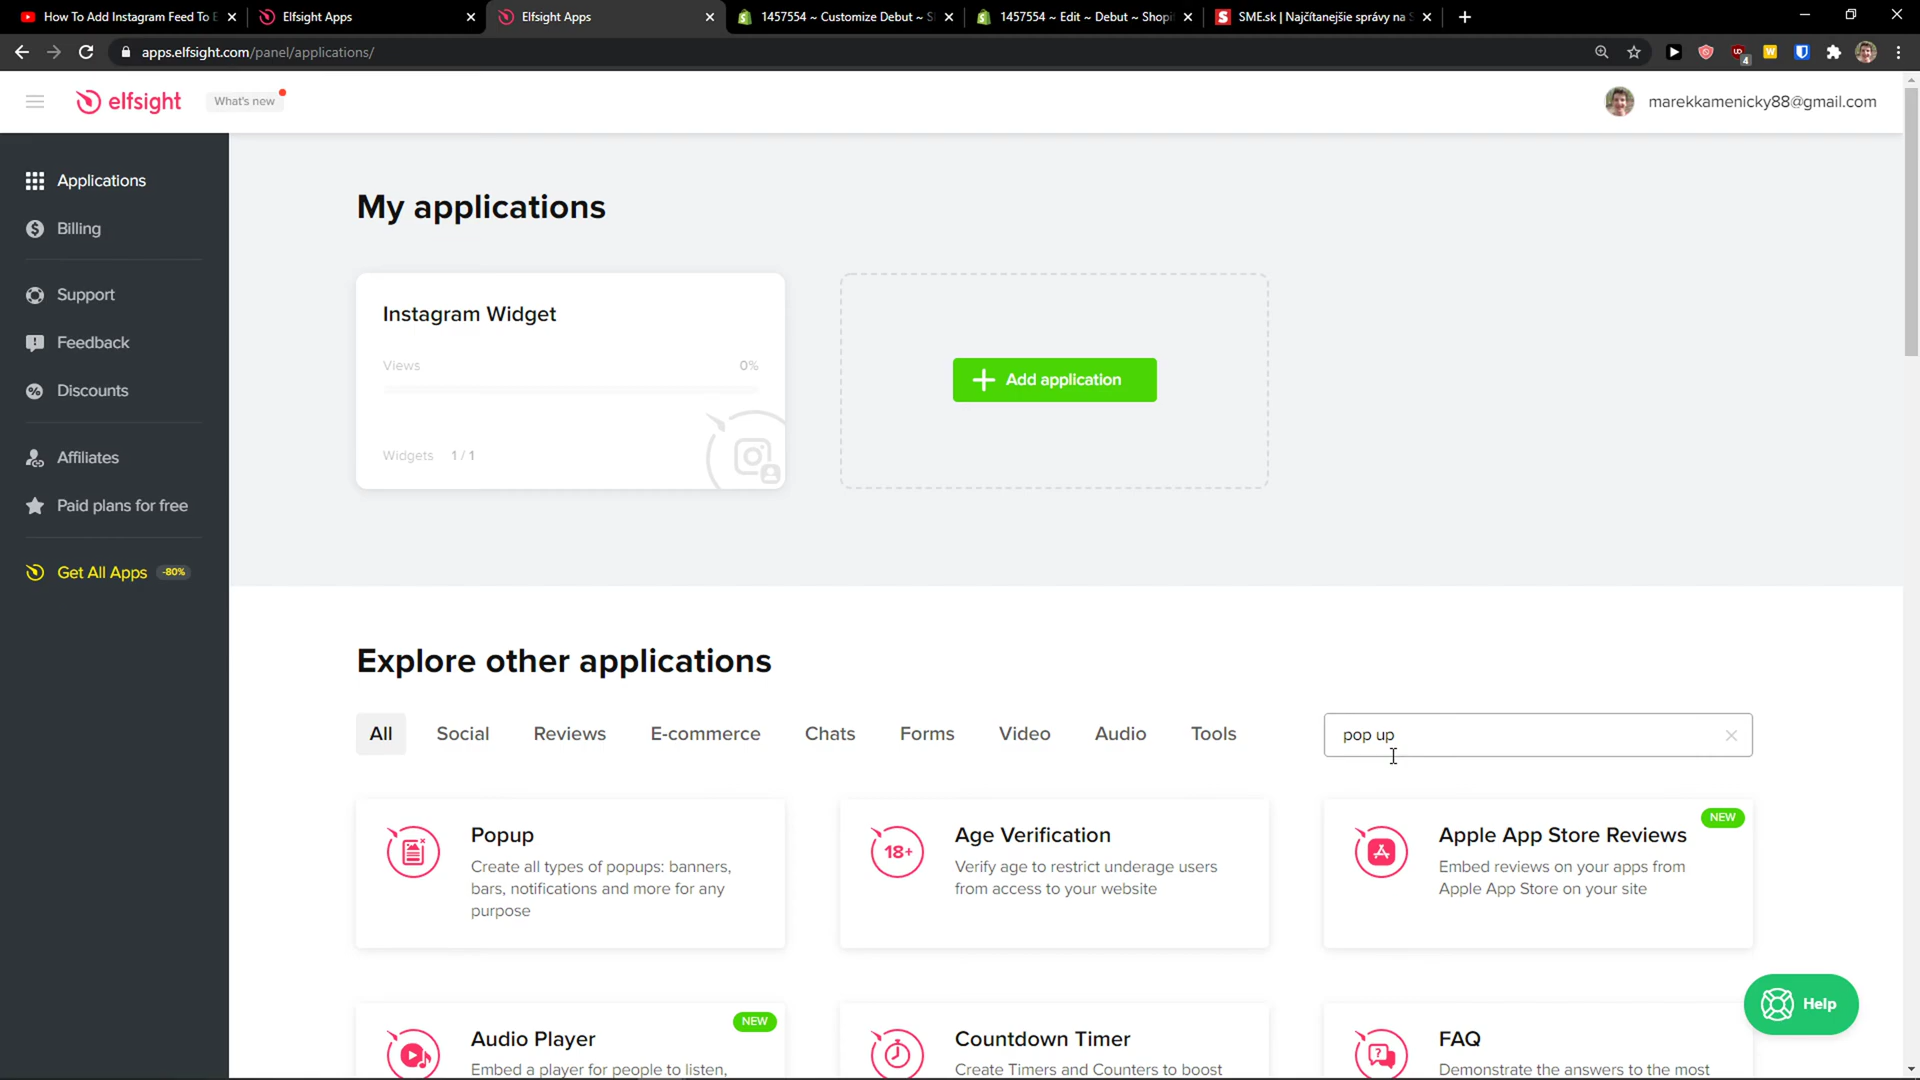 How To Add Instagram Feed To E
Elfsight Apps
Elfsight Apps
1457554 ~ Customize Debut ~ S
1457554 ~ Edit ~ Debut ~ Shopi
SME.sk | Najčítanejšie správy na S
apps.elfsight.com/panel/applications/
elfsight
What's new
marekkamenicky88@gmail.com
Applications
Billing
Support
Feedback
Discounts
Affiliates
Paid plans for free
Get All Apps -80%
My applications
Instagram Widget
Views 0%
Widgets 1 / 1
Add application
Explore other applications
All Social Reviews E-commerce Chats Forms Video Audio Tools
pop up
Popup
Create all types of popups: banners,
bars, notifications and more for any
purpose
Age Verification
18+
Verify age to restrict underage users
from access to your website
NEW
Apple App Store Reviews
Embed reviews on your apps from
Apple App Store on your site
NEW
Audio Player
Embed a player for people to listen,
Countdown Timer
Create Timers and Counters to boost
FAQ
Demonstrate the answers to the most
Help